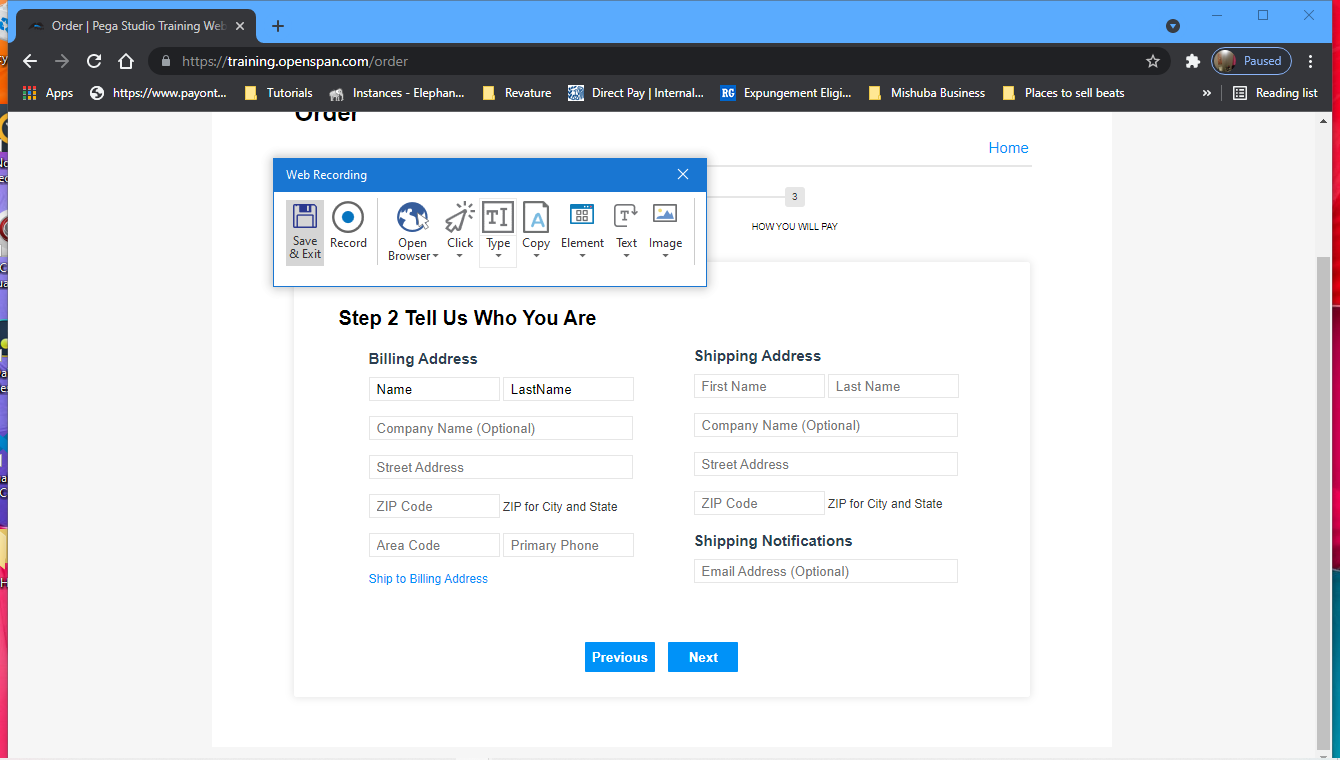 Order | Pega Studio Training Web
https://training.openspan.com/order
Paused
Apps
https://www.payont...
Tutorials
Instances - Elephan...
Revature
Direct Pay | Internal...
RG
Expungement Eligi...
Mishuba Business
Places to sell beats
»
Reading list
Order
Home
Web Recording
3
HOW YOU WILL PAY
Save & Exit
Record
Open Browser
Click
Type
Copy
Element
Text
Image
Step 2 Tell Us Who You Are
Billing Address
Name
LastName
Company Name (Optional)
Street Address
ZIP Code
ZIP for City and State
Area Code
Primary Phone
Ship to Billing Address
Shipping Address
First Name
Last Name
Company Name (Optional)
Street Address
ZIP Code
ZIP for City and State
Shipping Notifications
Email Address (Optional)
Previous
Next